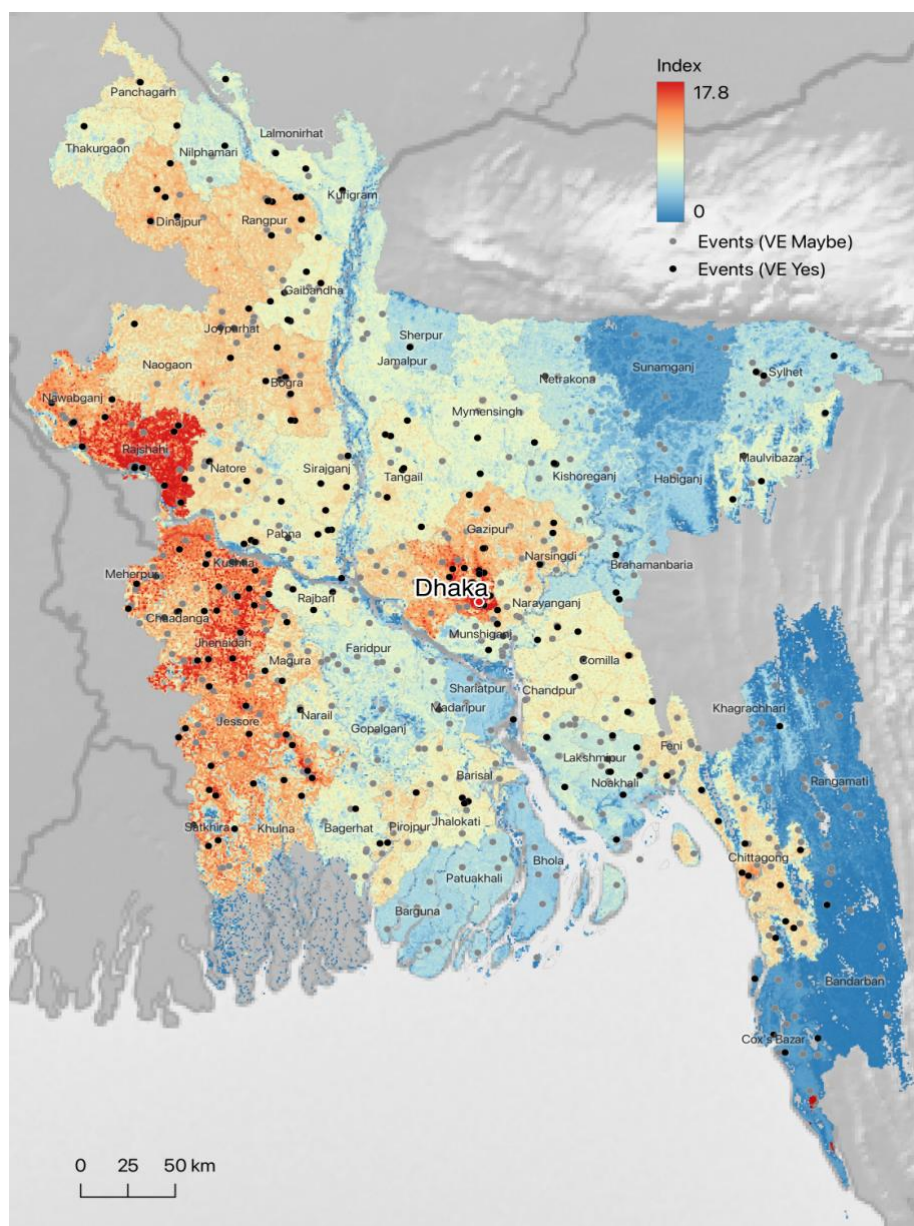 Index
17.8
0
Events (VE Maybe)
Events (VE Yes)
Panchagarh
Thakurgaon
Nilphamari
Lalmonirhat
Kurigram
Dinajpur
Rangpur
Gaibandha
Joypurhat
Sherpur
Jamalpur
Naogaon
Netrakona
Sunamganj
Sylhet
Bogra
Nawabganj
Mymensingh
Rajshahi
Natore
Sirajganj
Tangail
Kishoreganj
Habiganj
Maulvibazar
Pabna
Gazipur
Narsingdi
Brahamanbaria
Meherpur
Kushtia
Dhaka
Rajbari
Narayanganj
Chuadanga
Munshiganj
Jhenaidah
Faridpur
Magura
Comilla
Shariatpur
Chandpur
Madaripur
Narail
Khagrachhari
Jessore
Gopalganj
Feni
Lakshmipur
Barisal
Noakhali
Rangamati
Satkhira
Khulna
Bagerhat
Pirojpur
Jhalokati
Bhola
Chittagong
Patuakhali
Barguna
Bandarban
Cox's Bazar
0 25 50 km